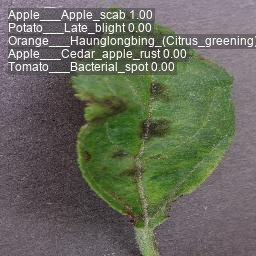 Apple___Apple_scab 1.00
Potato___Late_blight 0.00
Orange___Haunglongbing_(Citrus_greening)
Apple___Cedar_apple_rust 0.00
Tomato___Bacterial_spot 0.00